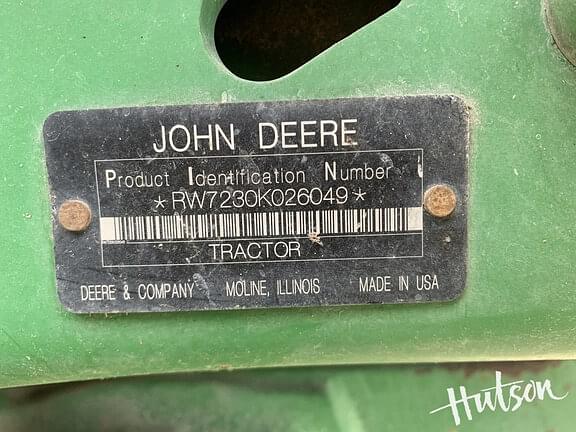 JOHN DEERE
Product Identification Number
*RW7230K026049*
TRACTOR
DEERE & COMPANY MOLINE, ILLINOIS MADE IN USA
Hutson